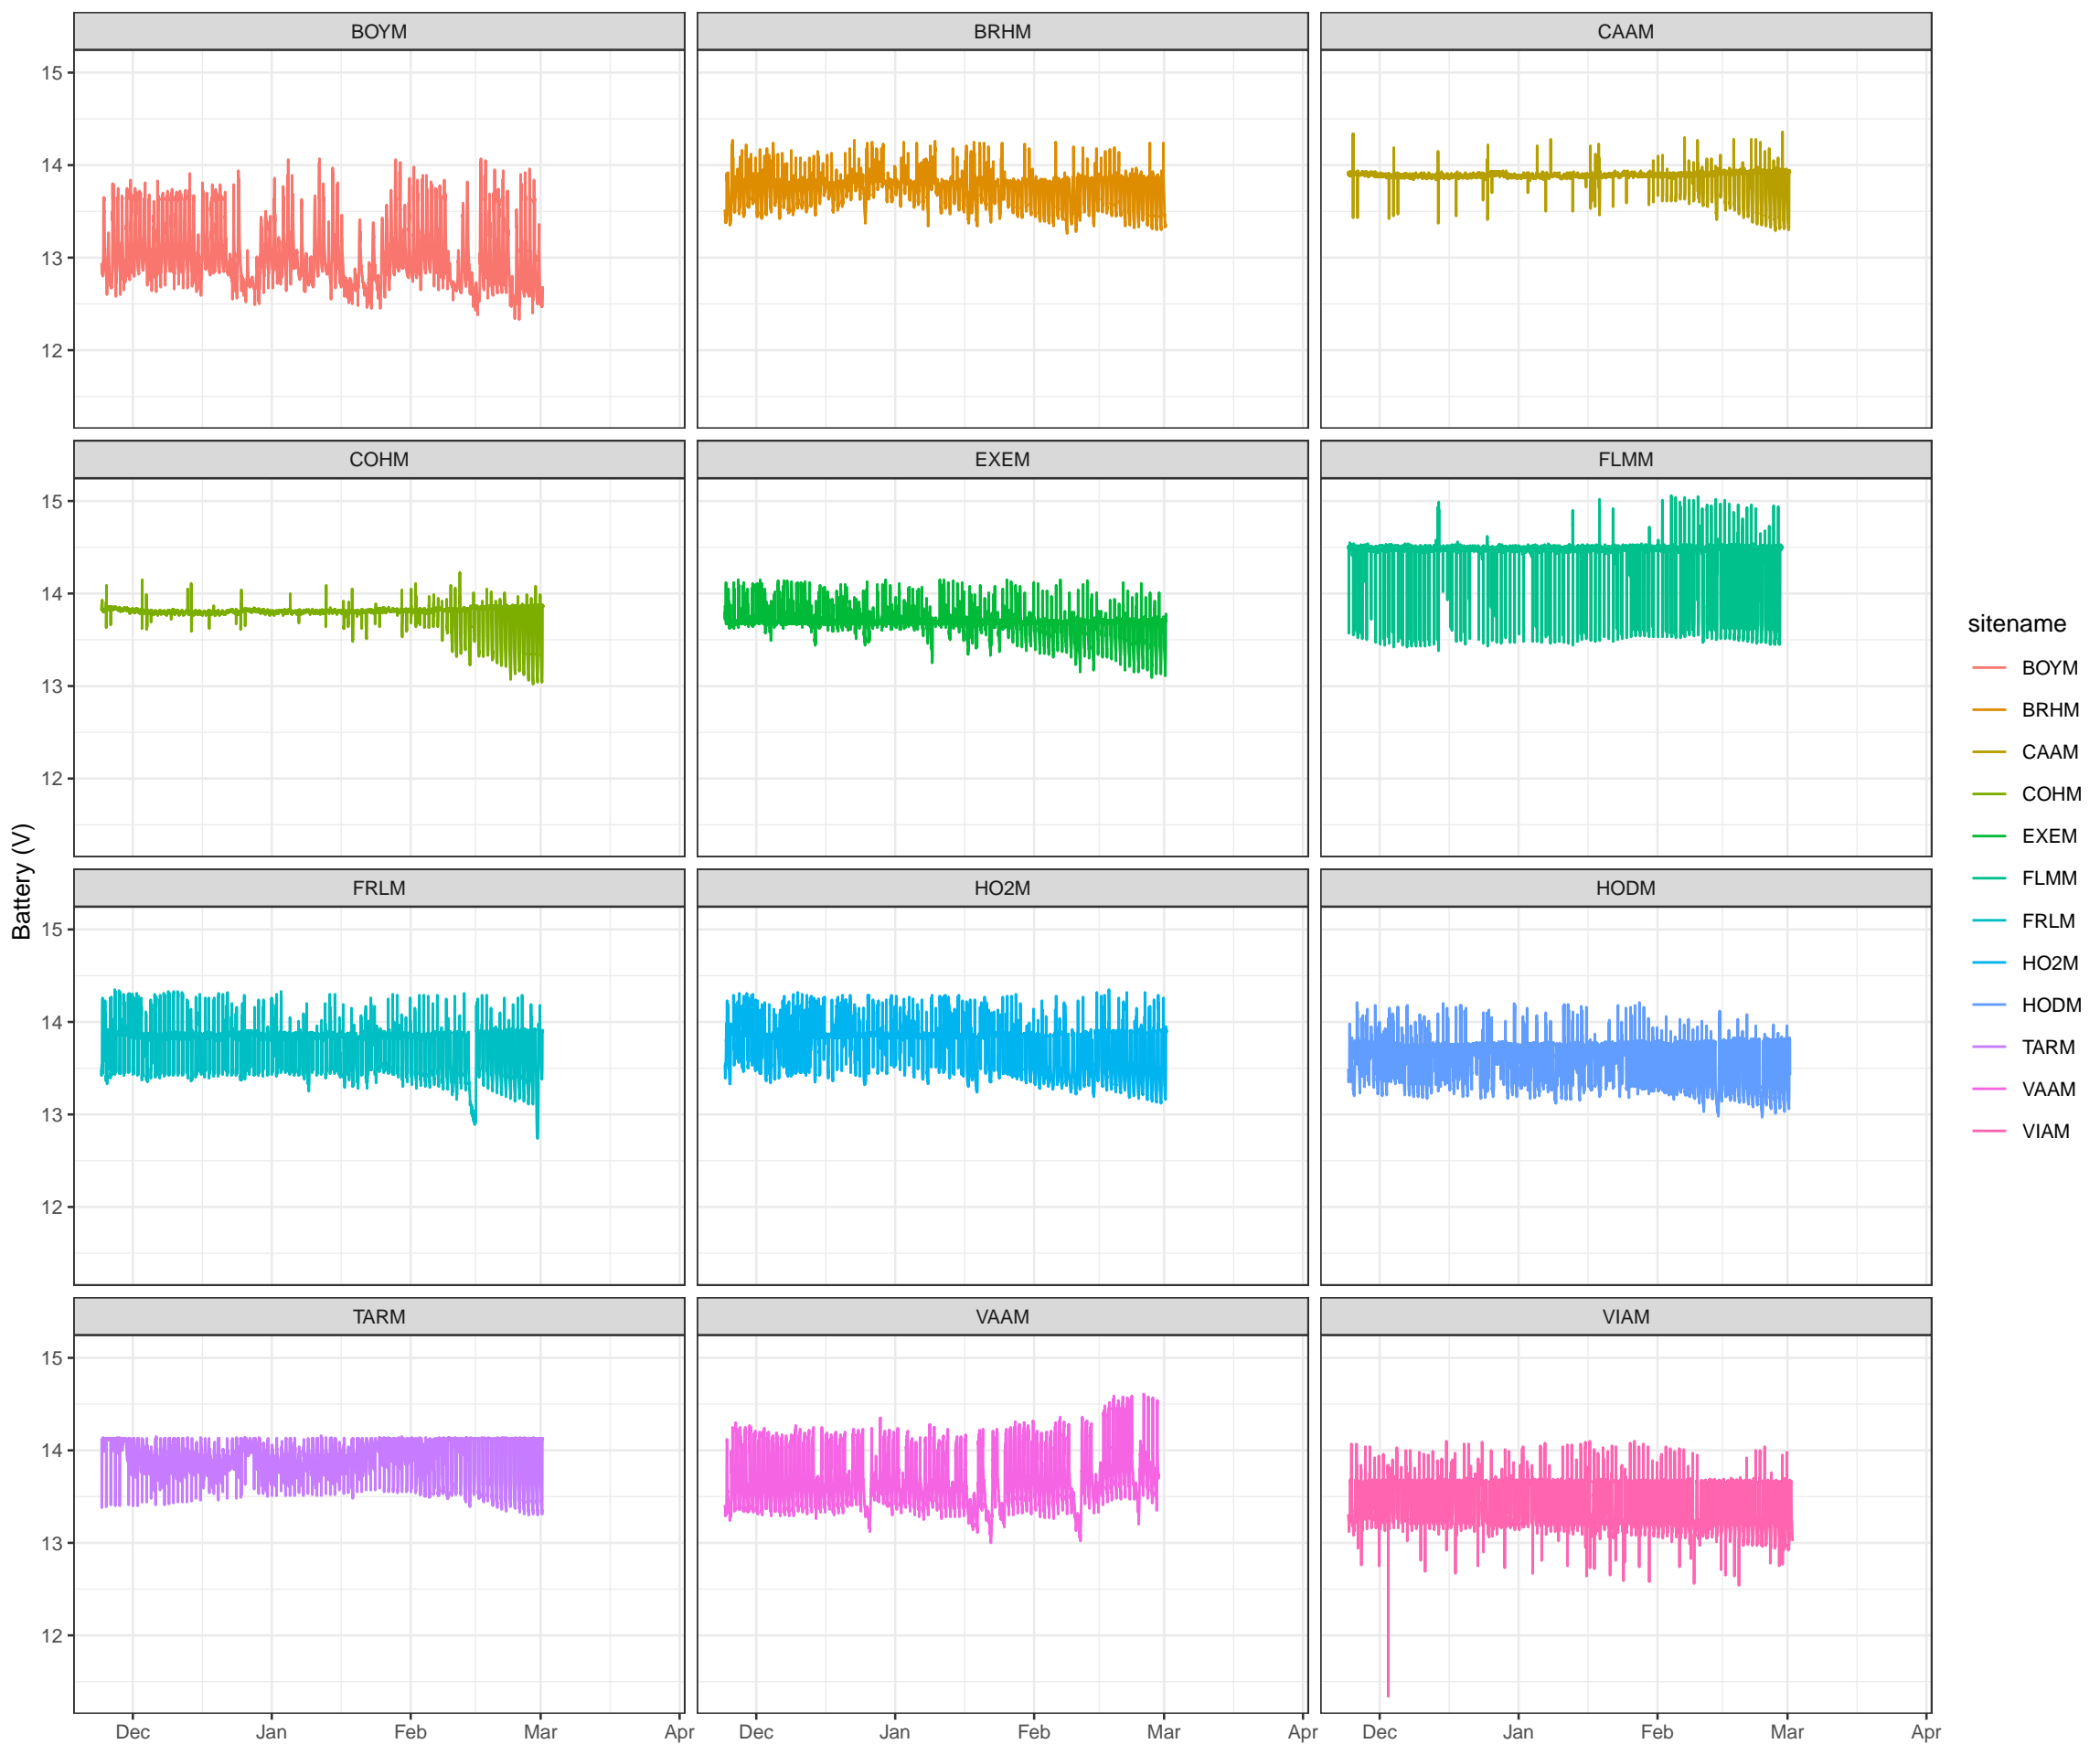 BOYM BRHM CAAM
15
14
13
12
COHM EXEM FLMM
15
14
13
12
Battery (V)
FRLM HO2M HODM
15
14
13
12
TARM VAAM VIAM
15
14
13
12
Dec Jan Feb Mar Apr Dec Jan Feb Mar Apr Dec Jan Feb Mar Apr
sitename
BOYM
BRHM
CAAM
COHM
EXEM
FLMM
FRLM
HO2M
HODM
TARM
VAAM
VIAM